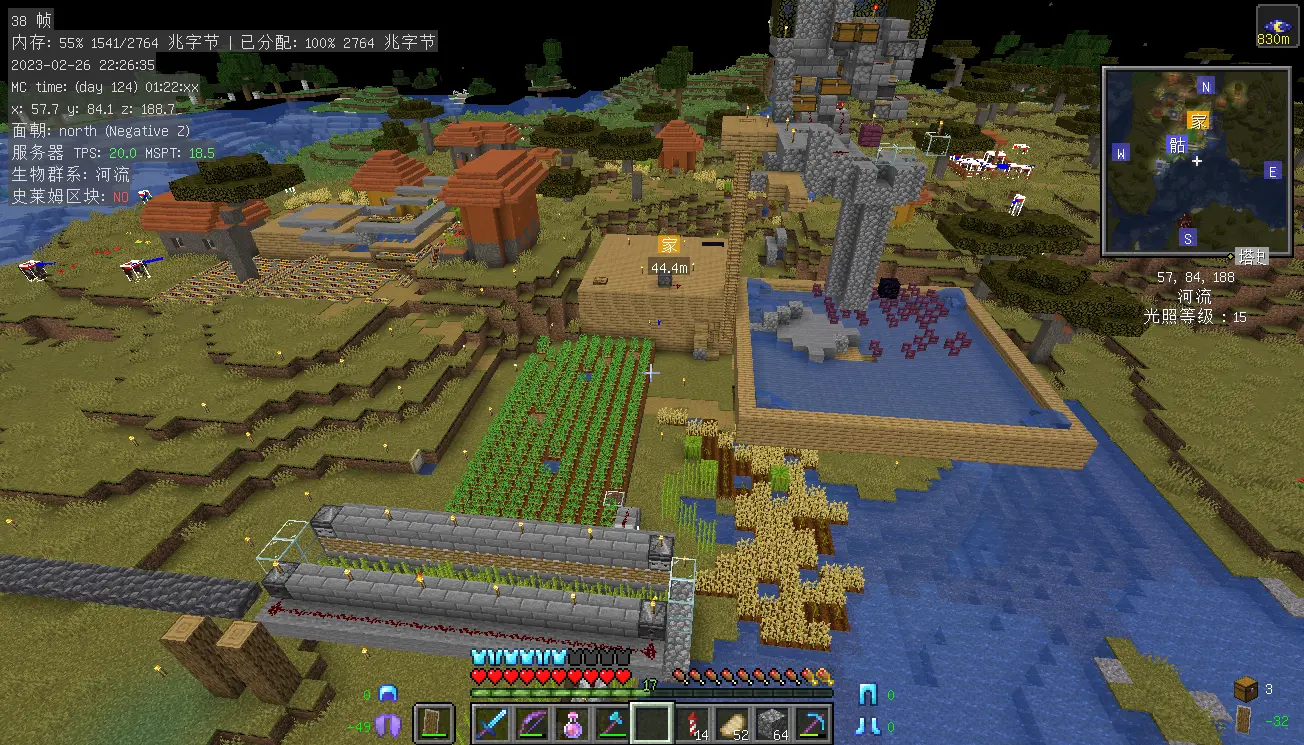 38 帧
内存: 55% 1541/2764 兆字节 | 已分配: 100% 2764 兆字节
2023-02-26 22:26:35
MC time: (day 124) 01:22:xx
x: 57.7 y: 84.1 z: 188.7
面朝: north (Negative Z)
服务器 TPS: 20.0 MSPT: 18.5
生物群系: 河流
史莱姆区块: NO
830m
N
家
骷
W
E
S
57, 84, 188
河流
光照等级：15
家
44.4m
17
0
-49
14
52
64
0
0
3
-32